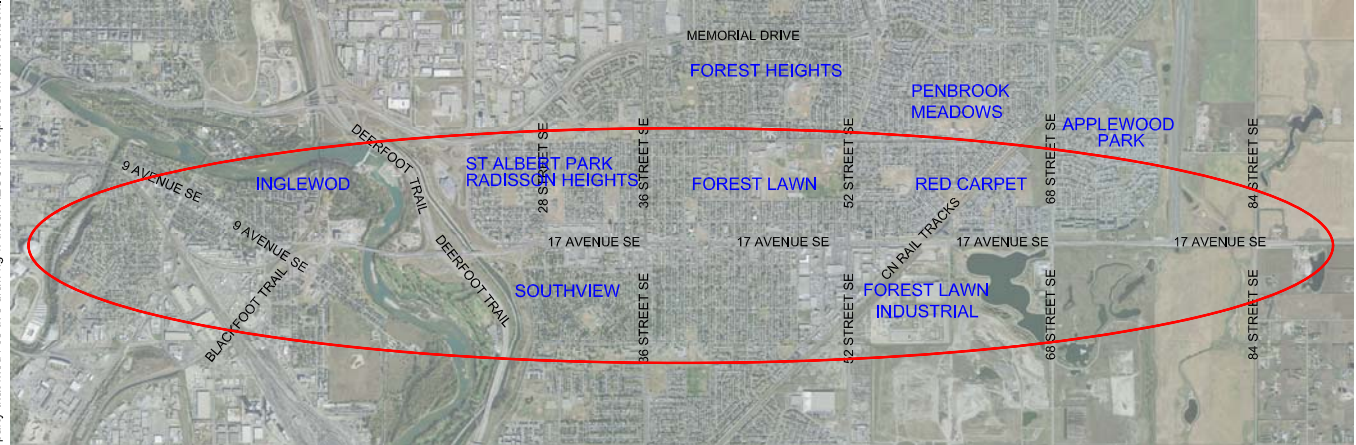 MEMORIAL DRIVE
FOREST HEIGHTS
PENBROOK
MEADOWS
APPLEWOOD
PARK
DEERFOOT TRAIL
28 STREET SE
36 STREET SE
52 STREET SE
68 STREET SE
84 STREET SE
9 AVENUE SE
INGLEWOD
ST ALBERT PARK
RADISSON HEIGHTS
FOREST LAWN
RED CARPET
9 AVENUE SE
DEERFOOT TRAIL
17 AVENUE SE
17 AVENUE SE
CN RAIL TRACKS
17 AVENUE SE
17 AVENUE SE
BLACKFOOT TRAIL
SOUTHVIEW
36 STREET SE
52 STREET SE
FOREST LAWN
INDUSTRIAL
68 STREET SE
84 STREET SE